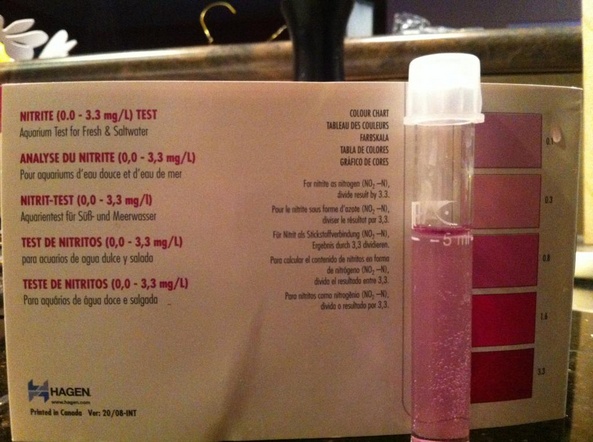 NITRITE (0.0 - 3.3 mg/L) TEST
Aquarium Test for Fresh & Saltwater
ANALYSE DU NITRITE (0,0 - 3,3 mg/L)
Pour aquariums d'eau douce et d'eau de mer
NITRIT-TEST (0,0 - 3,3 mg/l)
Aquarientest für Süß- und Meerwasser
TEST DE NITRITOS (0,0 - 3,3 mg/L)
para acuarios de agua dulce y salada
TESTE DE NITRITOS (0,0 - 3,3 mg/L)
Para aquários de água doce e salgada
HAGEN
www.hagen.com
Printed in Canada Ver: 20/08-INT
COLOUR CHART
TABLEAU DES COULEURS
FARBSKALA
TABLA DE COLORES
GRÁFICO DE CORES
For nitrite as nitrogen (NO₂ –N),
divide result by 3.3.
Pour le nitrite sous forme d'azote (NO₂ –N),
diviser le résultat par 3,3.
Für Nitrit als Stickstoffverbindung (NO₂ –N),
Ergebnis durch 3,3 dividieren.
Para calcular el contenido de nitritos en forma
de nitrógeno (NO₂ –N),
divida el resultado entre 3,3.
Para nitritos como nitrogênio (NO₂ –N),
divida o resultado por 3,3.
5 ml
0.3
0.8
1.6
3.3